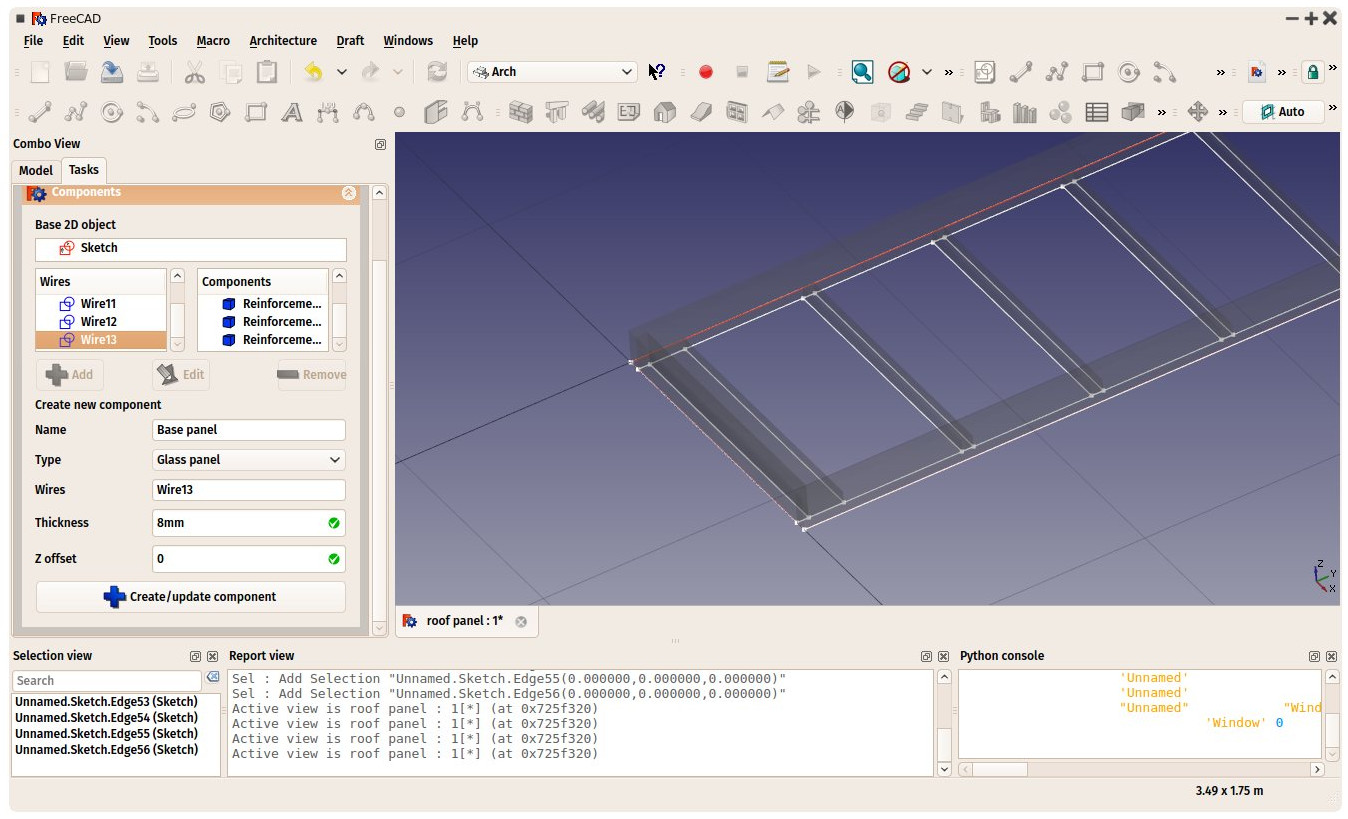 FreeCAD
File Edit View Tools Macro Architecture Draft Windows Help
Arch
Auto
Combo View
Model Tasks
Components
Base 2D object
Sketch
Wires Components
Wire11 Reinforceme...
Wire12 Reinforceme...
Wire13 Reinforceme...
Add Edit Remove
Create new component
Name Base panel
Type Glass panel
Wires Wire13
Thickness 8mm
Z offset 0
Create/update component
Z
Y
X
roof panel : 1*
Selection view
Search
Unnamed.Sketch.Edge53 (Sketch)
Unnamed.Sketch.Edge54 (Sketch)
Unnamed.Sketch.Edge55 (Sketch)
Unnamed.Sketch.Edge56 (Sketch)
Report view
Sel : Add Selection "Unnamed.Sketch.Edge55(0.000000,0.000000,0.000000)"
Sel : Add Selection "Unnamed.Sketch.Edge56(0.000000,0.000000,0.000000)"
Active view is roof panel : 1[*] (at 0x725f320)
Active view is roof panel : 1[*] (at 0x725f320)
Active view is roof panel : 1[*] (at 0x725f320)
Active view is roof panel : 1[*] (at 0x725f320)
Python console
'Unnamed'
'Unnamed'
"Unnamed" "Wind
'Window' 0
3.49 x 1.75 m